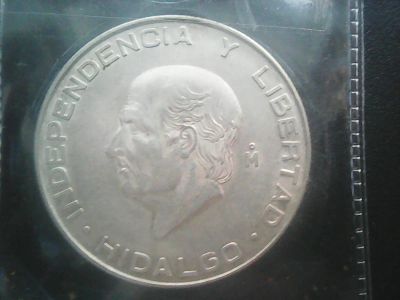 · INDEPENDENCIA Y LIBERTAD ·
HIDALGO
M̊